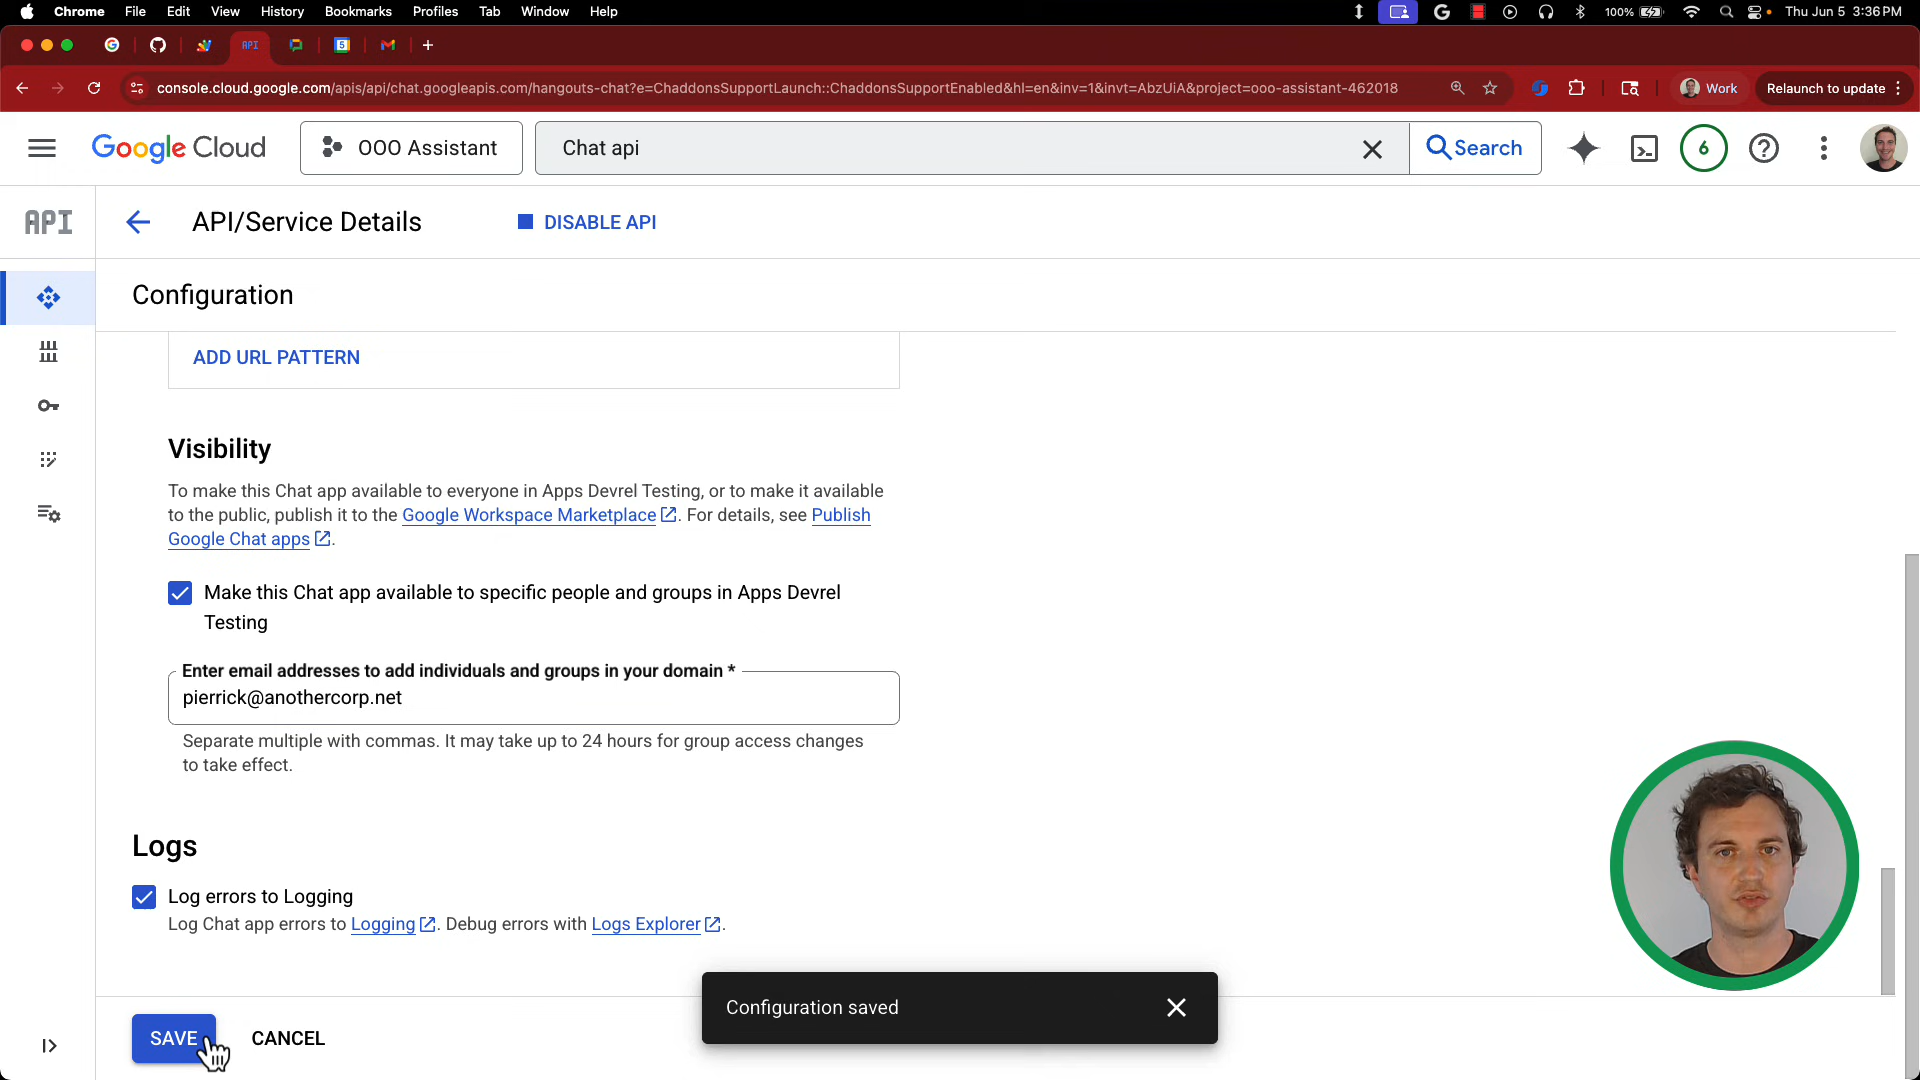 Chrome File Edit View History Bookmarks Profiles Tab Window Help 100% Thu Jun 5 3:36 PM
API 5
console.cloud.google.com/apis/api/chat.googleapis.com/hangouts-chat?e=ChaddonsSupportLaunch::ChaddonsSupportEnabled&hl=en&inv=1&invt=AbzUiA&project=ooo-assistant-462018 Work Relaunch to update
Google Cloud OOO Assistant Chat api Search 6
API API/Service Details DISABLE API
Configuration
ADD URL PATTERN
Visibility
To make this Chat app available to everyone in Apps Devrel Testing, or to make it available
to the public, publish it to the Google Workspace Marketplace. For details, see Publish
Google Chat apps.
Make this Chat app available to specific people and groups in Apps Devrel
Testing
Enter email addresses to add individuals and groups in your domain *
pierrick@anothercorp.net
Separate multiple with commas. It may take up to 24 hours for group access changes
to take effect.
Logs
Log errors to Logging
Log Chat app errors to Logging. Debug errors with Logs Explorer.
Configuration saved
SAVE CANCEL